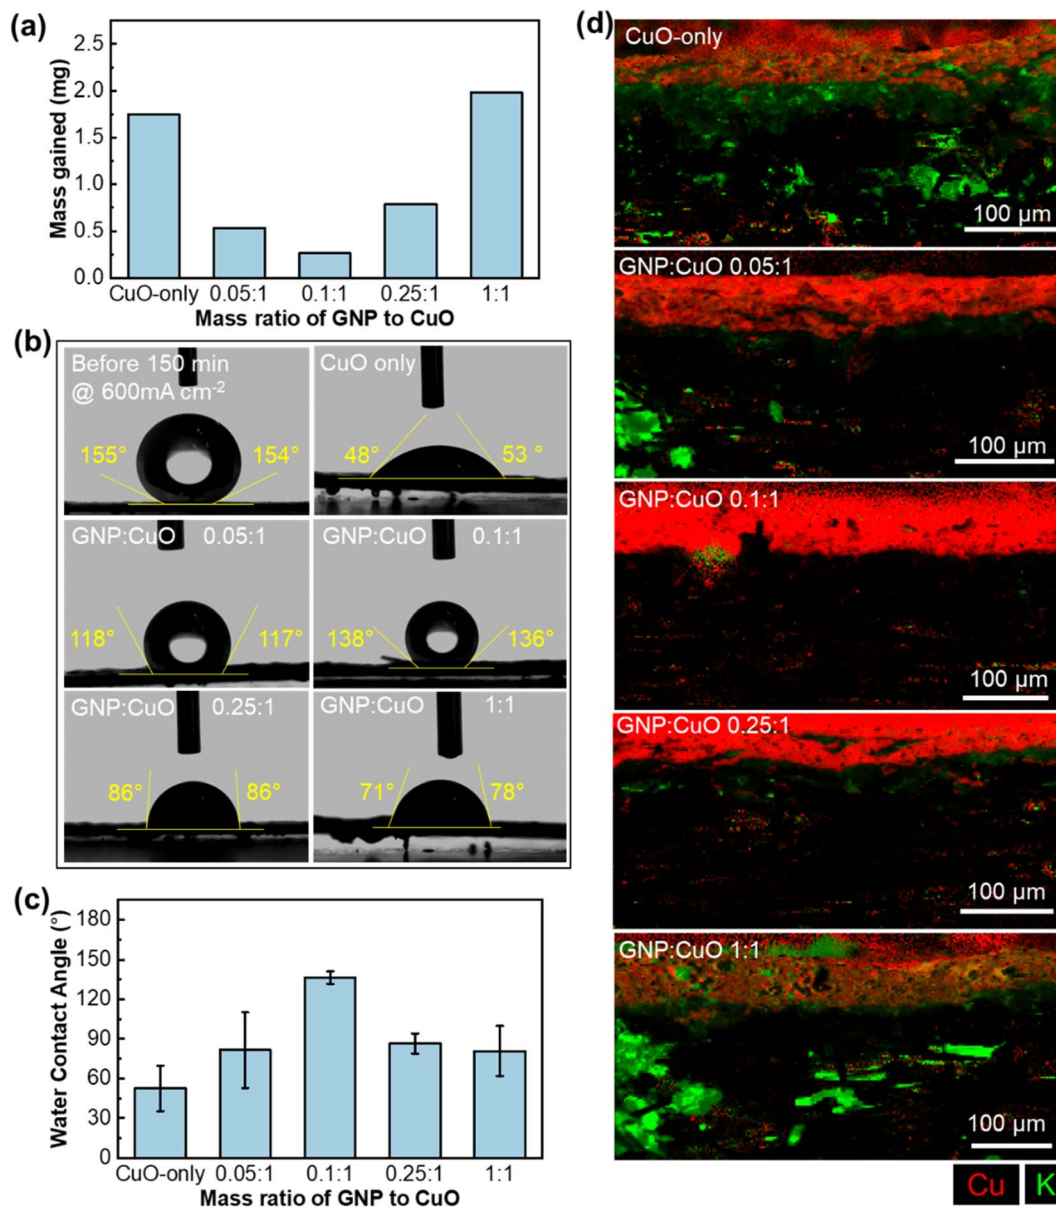 (a)
2.5
2.0
1.5
1.0
0.5
0.0
Mass gained (mg)
CuO-only 0.05:1 0.1:1 0.25:1 1:1
Mass ratio of GNP to CuO
(b)
Before 150 min
@ 600mA cm-2
155° 154°
CuO only
48° 53 °
GNP:CuO 0.05:1
118° 117°
GNP:CuO 0.1:1
138° 136°
GNP:CuO 0.25:1
86° 86°
GNP:CuO 1:1
71° 78°
(c)
180
150
120
90
60
30
0
Water Contact Angle (°)
CuO-only 0.05:1 0.1:1 0.25:1 1:1
Mass ratio of GNP to CuO
(d)
CuO-only
100 μm
GNP:CuO 0.05:1
100 μm
GNP:CuO 0.1:1
100 μm
GNP:CuO 0.25:1
100 μm
GNP:CuO 1:1
100 μm
Cu K